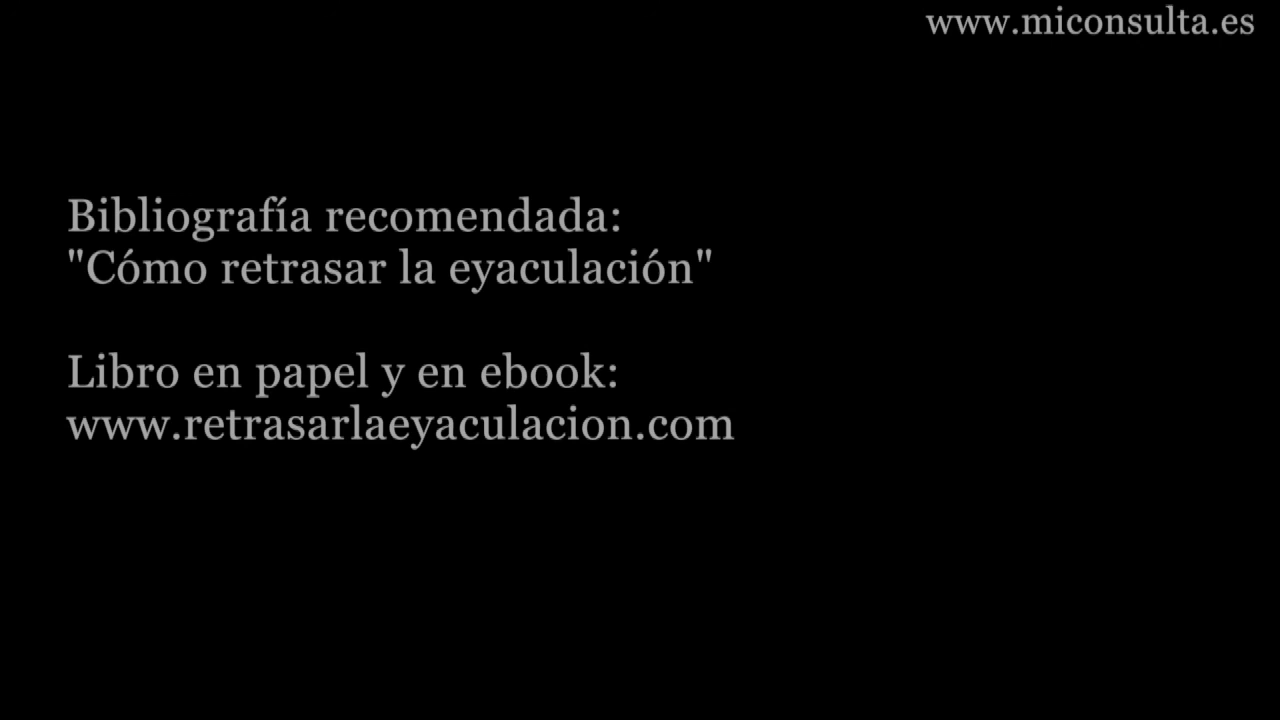 www.miconsulta.es
Bibliografía recomendada:
"Cómo retrasar la eyaculación"
Libro en papel y en ebook:
www.retrasarlaeyaculacion.com